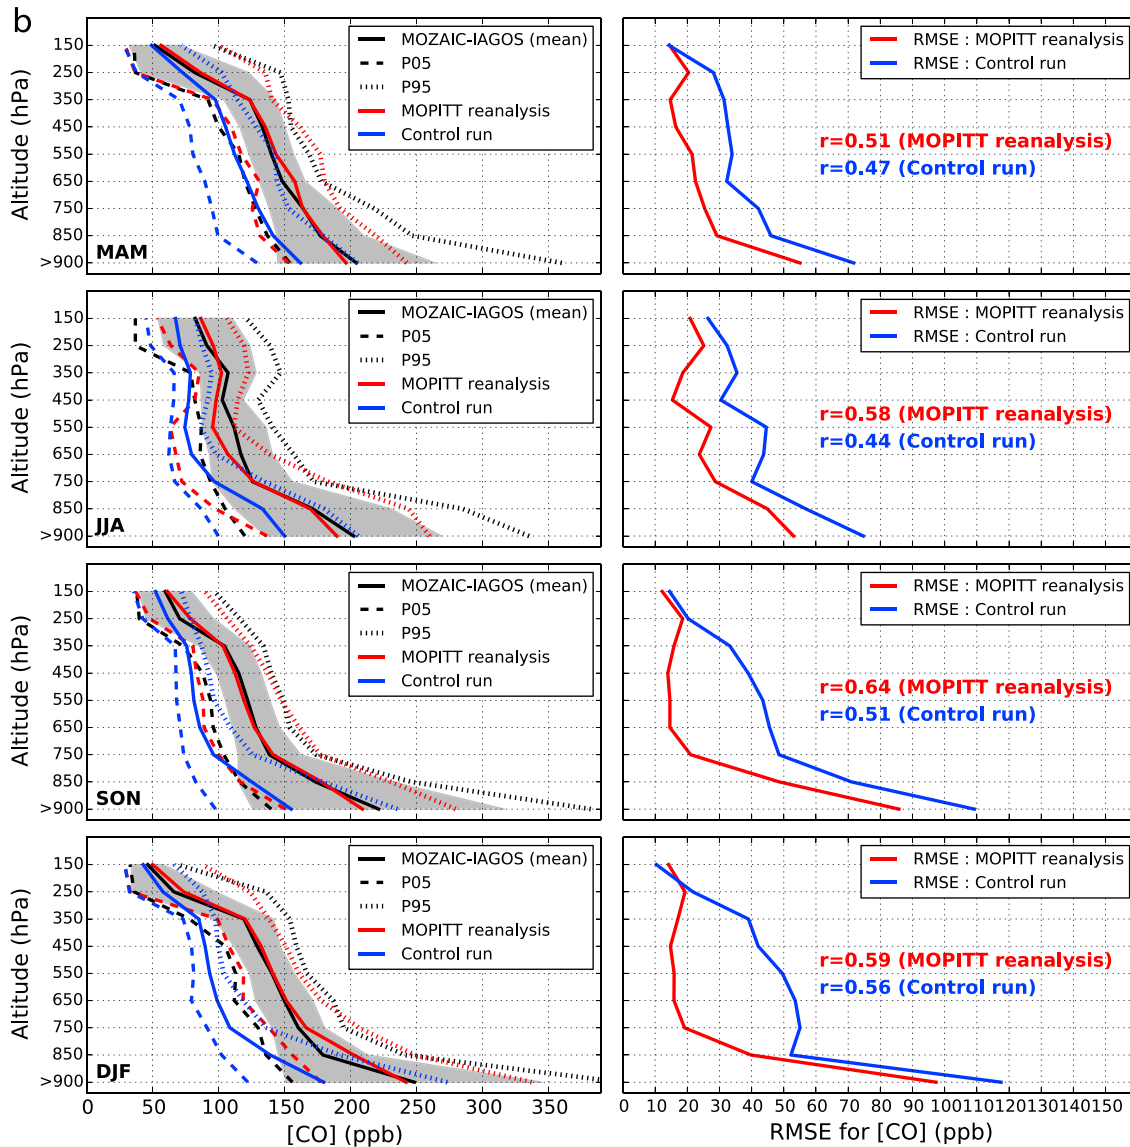 b
Altitude (hPa)
150
250
350
450
550
650
750
850
>900
MAM
MOZAIC-IAGOS (mean)
P05
P95
MOPITT reanalysis
Control run
RMSE : MOPITT reanalysis
RMSE : Control run
r=0.51 (MOPITT reanalysis)
r=0.47 (Control run)
Altitude (hPa)
Altitude (hPa)
150
250
350
450
550
650
750
850
>900
JJA
MOZAIC-IAGOS (mean)
P05
P95
MOPITT reanalysis
Control run
RMSE : MOPITT reanalysis
RMSE : Control run
r=0.58 (MOPITT reanalysis)
r=0.44 (Control run)
Altitude (hPa)
Altitude (hPa)
150
250
350
450
550
650
750
850
>900
SON
MOZAIC-IAGOS (mean)
P05
P95
MOPITT reanalysis
Control run
RMSE : MOPITT reanalysis
RMSE : Control run
r=0.64 (MOPITT reanalysis)
r=0.51 (Control run)
Altitude (hPa)
Altitude (hPa)
150
250
350
450
550
650
750
850
>900
DJF
MOZAIC-IAGOS (mean)
P05
P95
MOPITT reanalysis
Control run
RMSE : MOPITT reanalysis
RMSE : Control run
r=0.59 (MOPITT reanalysis)
r=0.56 (Control run)
Altitude (hPa)
0 50 100 150 200 250 300 350
[CO] (ppb)
0 10 20 30 40 50 60 70 80 90 100 110 120 130 140 150
RMSE for [CO] (ppb)